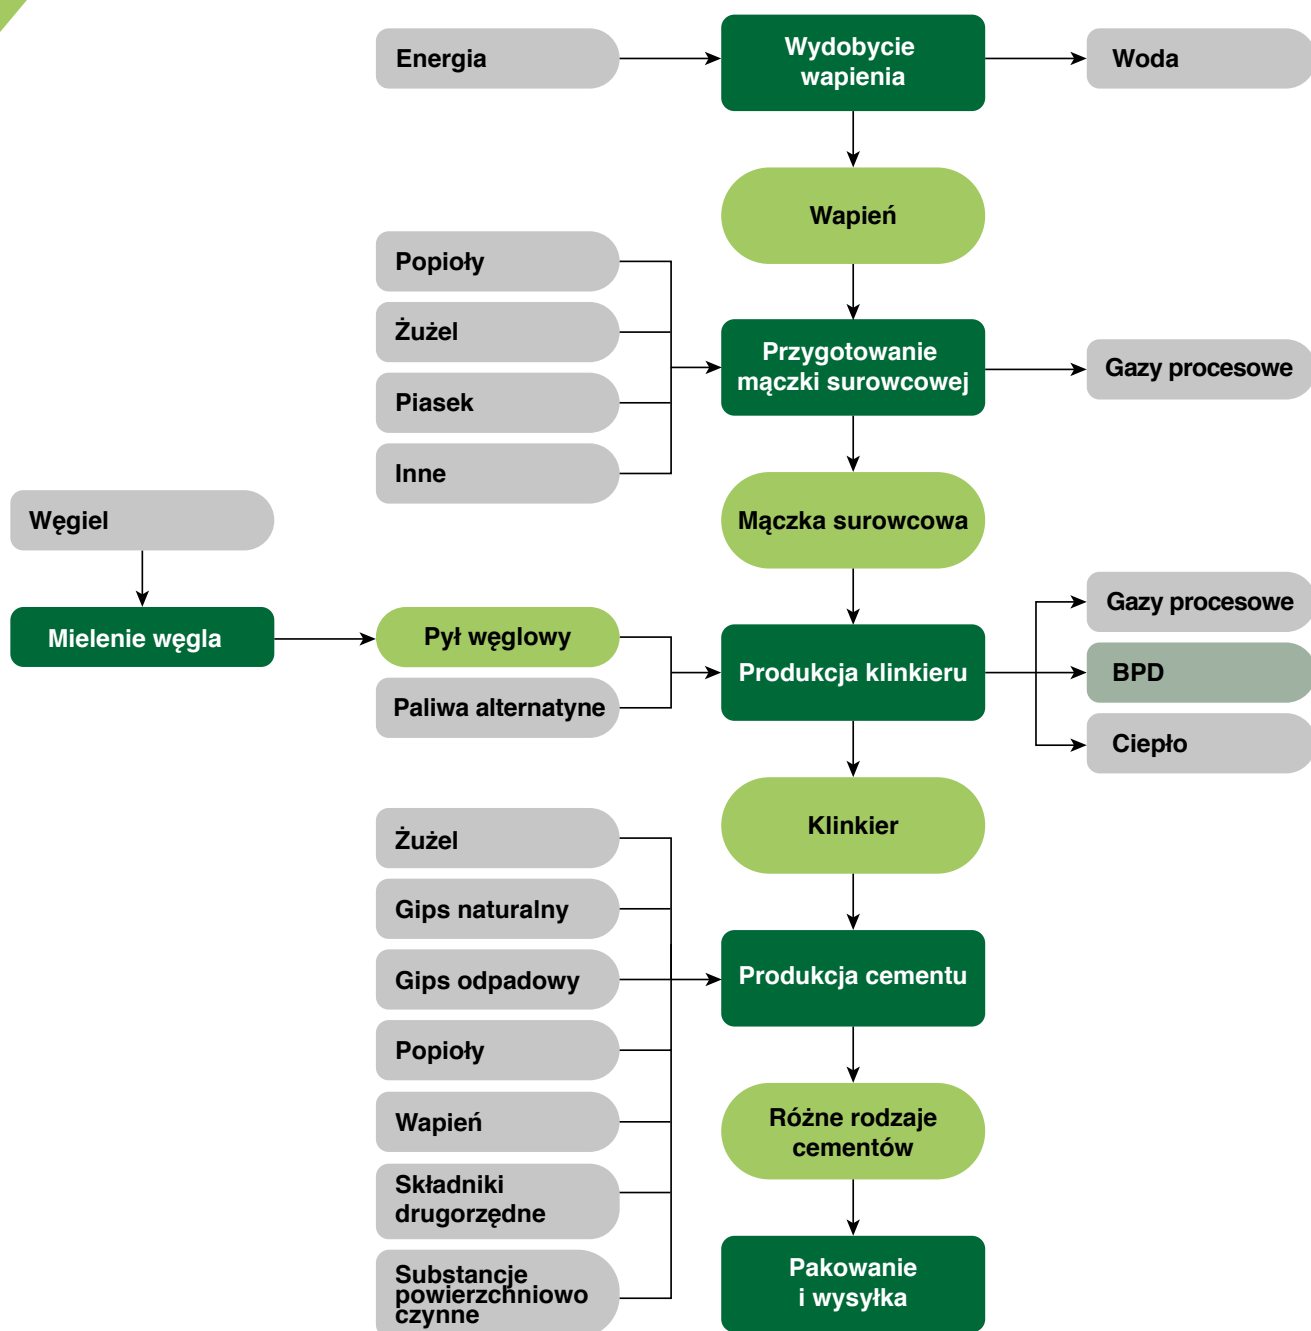 Energia
Wydobycie
wapienia
Woda
Wapień
Popioły
Żużel
Piasek
Inne
Przygotowanie
mączki surowcowej
Gazy procesowe
Mączka surowcowa
Węgiel
Mielenie węgla
Pył węglowy
Paliwa alternatyne
Produkcja klinkieru
Gazy procesowe
BPD
Ciepło
Klinkier
Żużel
Gips naturalny
Gips odpadowy
Popioły
Wapień
Składniki
drugorzędne
Substancje
powierzchniowo
czynne
Produkcja cementu
Różne rodzaje
cementów
Pakowanie
i wysyłka